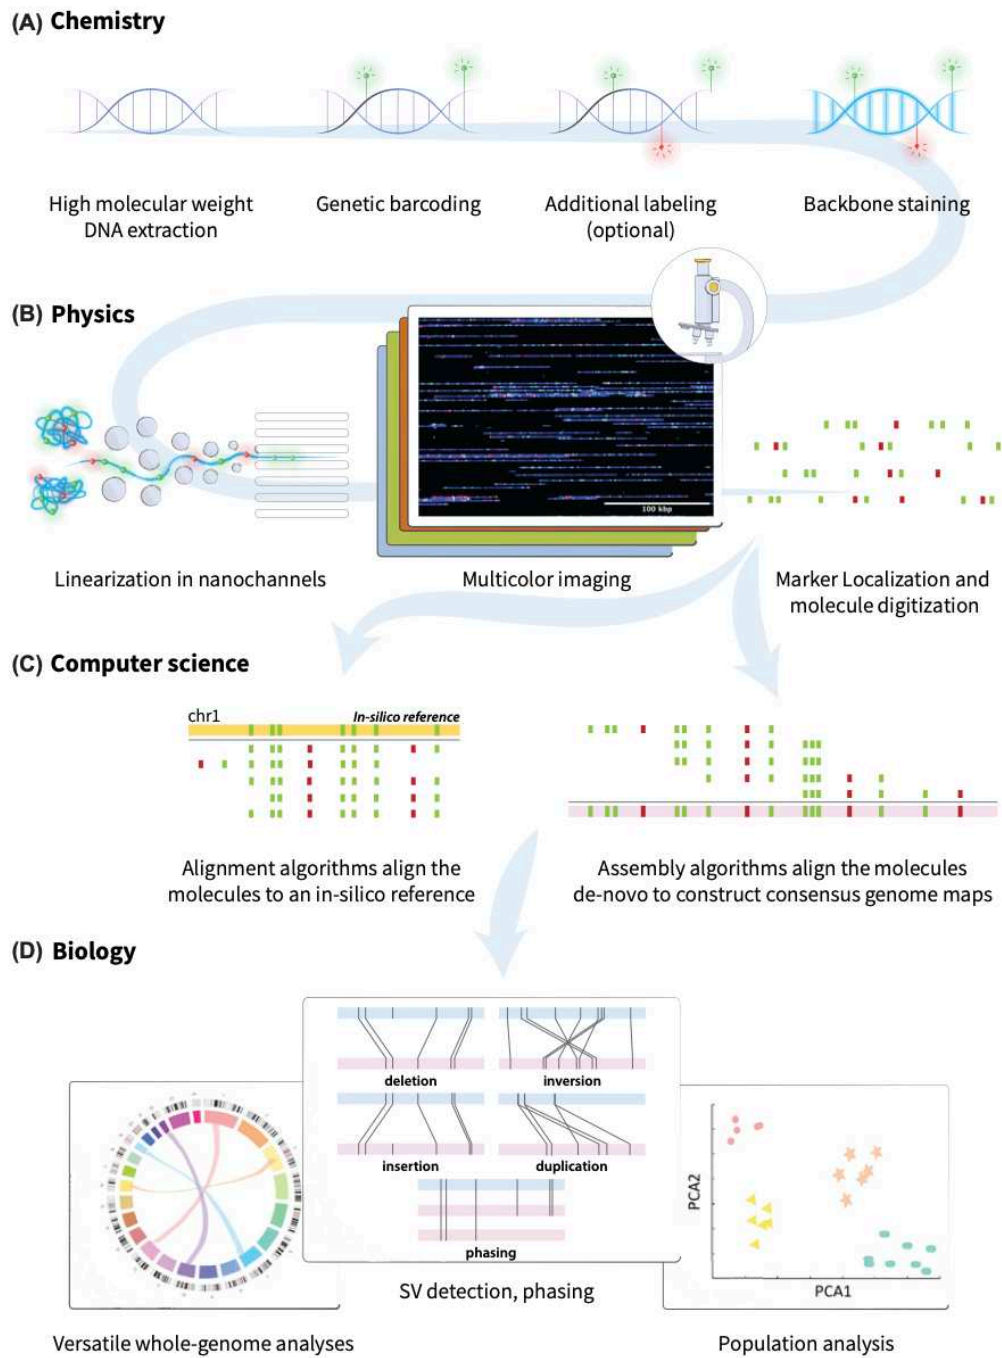 (A) Chemistry
High molecular weight
DNA extraction
Genetic barcoding
Additional labeling
(optional)
Backbone staining
(B) Physics
100 kbp
Linearization in nanochannels
Multicolor imaging
Marker Localization and
molecule digitization
(C) Computer science
chr1
In-silico reference
Alignment algorithms align the
molecules to an in-silico reference
Assembly algorithms align the molecules
de-novo to construct consensus genome maps
(D) Biology
deletion
inversion
insertion
duplication
phasing
PCA2
PCA1
SV detection, phasing
Versatile whole-genome analyses
Population analysis